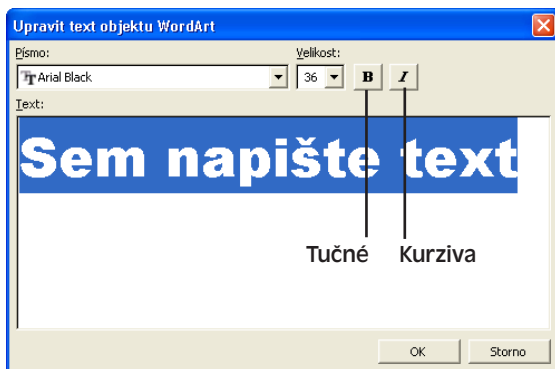 Upravit text objektu WordArt
Písmo: Velikost:
Arial Black 36 B I
Text:
Sem napište text
Tučné Kurziva
OK Storno